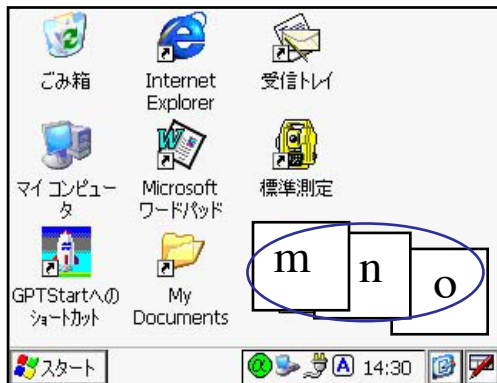 ごみ箱
Internet
Explorer
受信トレイ
マイ コンピュー
タ
Microsoft
ワードパッド
標準測定
GPTStartへの
ショートカット
My
Documents
m
n
o
スタート
α
A
14:30